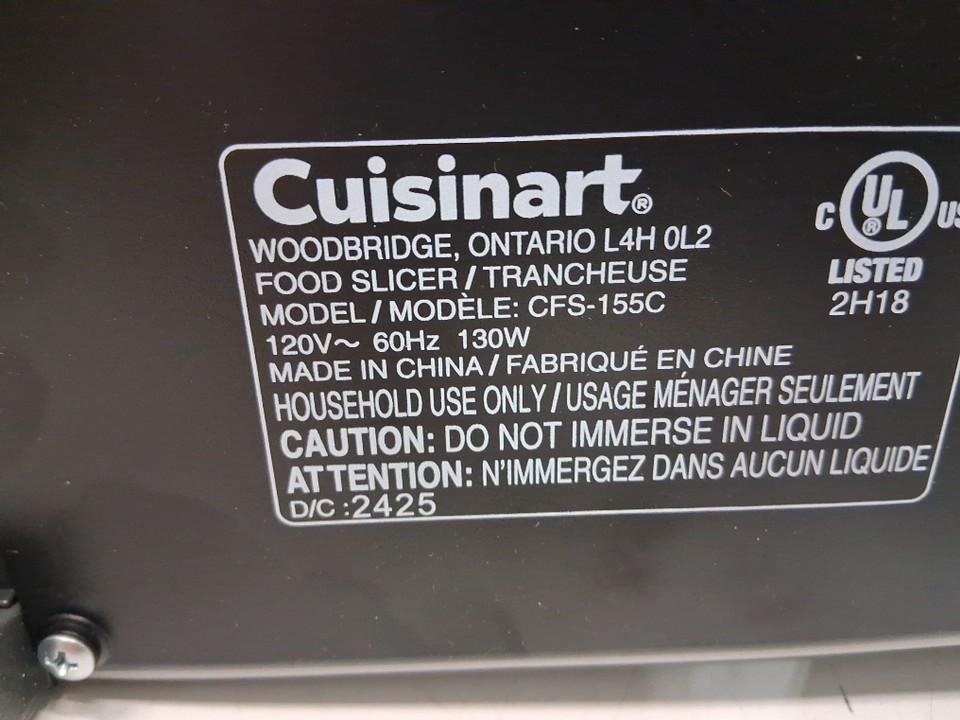 Cuisinart®
WOODBRIDGE, ONTARIO L4H 0L2
FOOD SLICER / TRANCHEUSE
MODEL / MODÈLE: CFS-155C
120V~ 60Hz 130W
MADE IN CHINA / FABRIQUÉ EN CHINE
HOUSEHOLD USE ONLY / USAGE MÉNAGER SEULEMENT
CAUTION: DO NOT IMMERSE IN LIQUID
ATTENTION: N'IMMERGEZ DANS AUCUN LIQUIDE
D/C :2425
C UL® US
LISTED
2H18